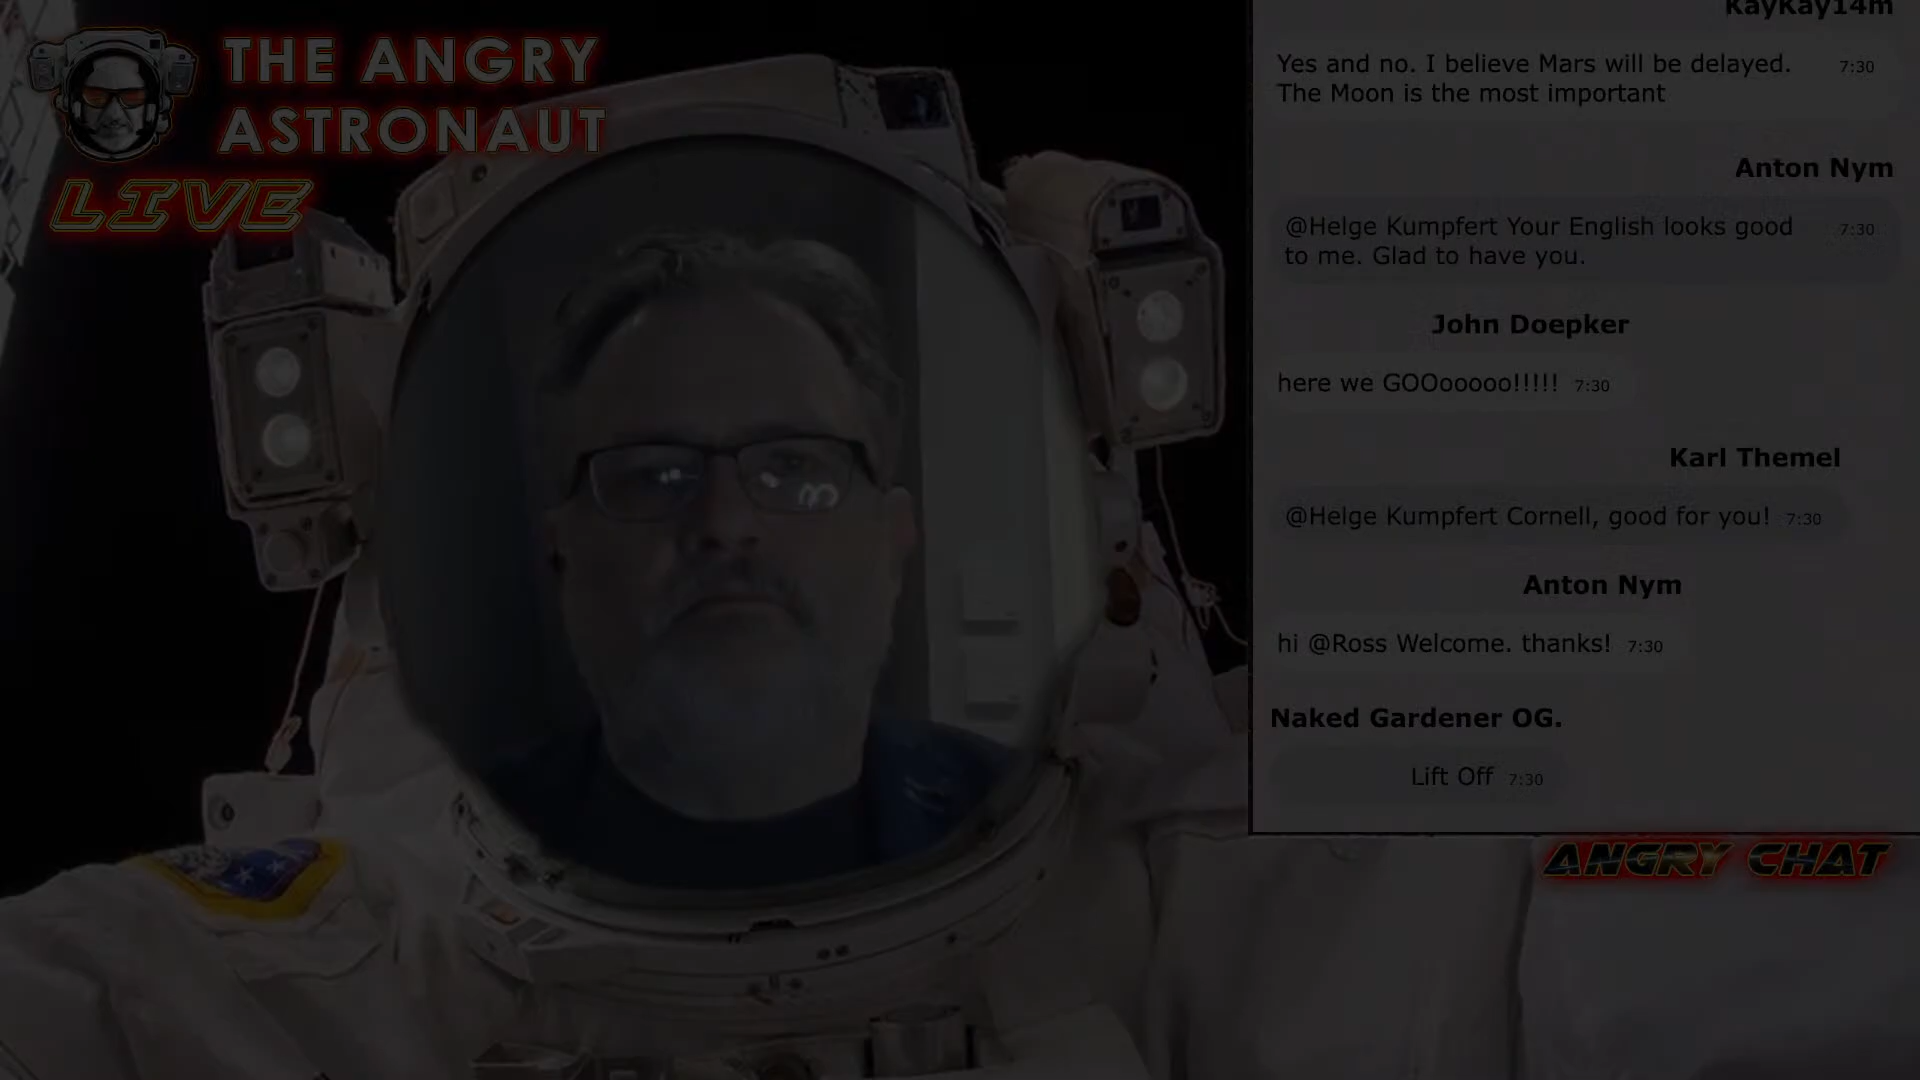 THE ANGRY
ASTRONAUT
LIVE
KayKay14m
Yes and no. I believe Mars will be delayed. 7:30
The Moon is the most important
Anton Nym
@Helge Kumpfert Your English looks good 7:30
to me. Glad to have you.
John Doepker
here we GOOooooo!!!!! 7:30
Karl Themel
@Helge Kumpfert Cornell, good for you! 7:30
Anton Nym
hi @Ross Welcome. thanks! 7:30
Naked Gardener OG.
Lift Off 7:30
ANGRY CHAT